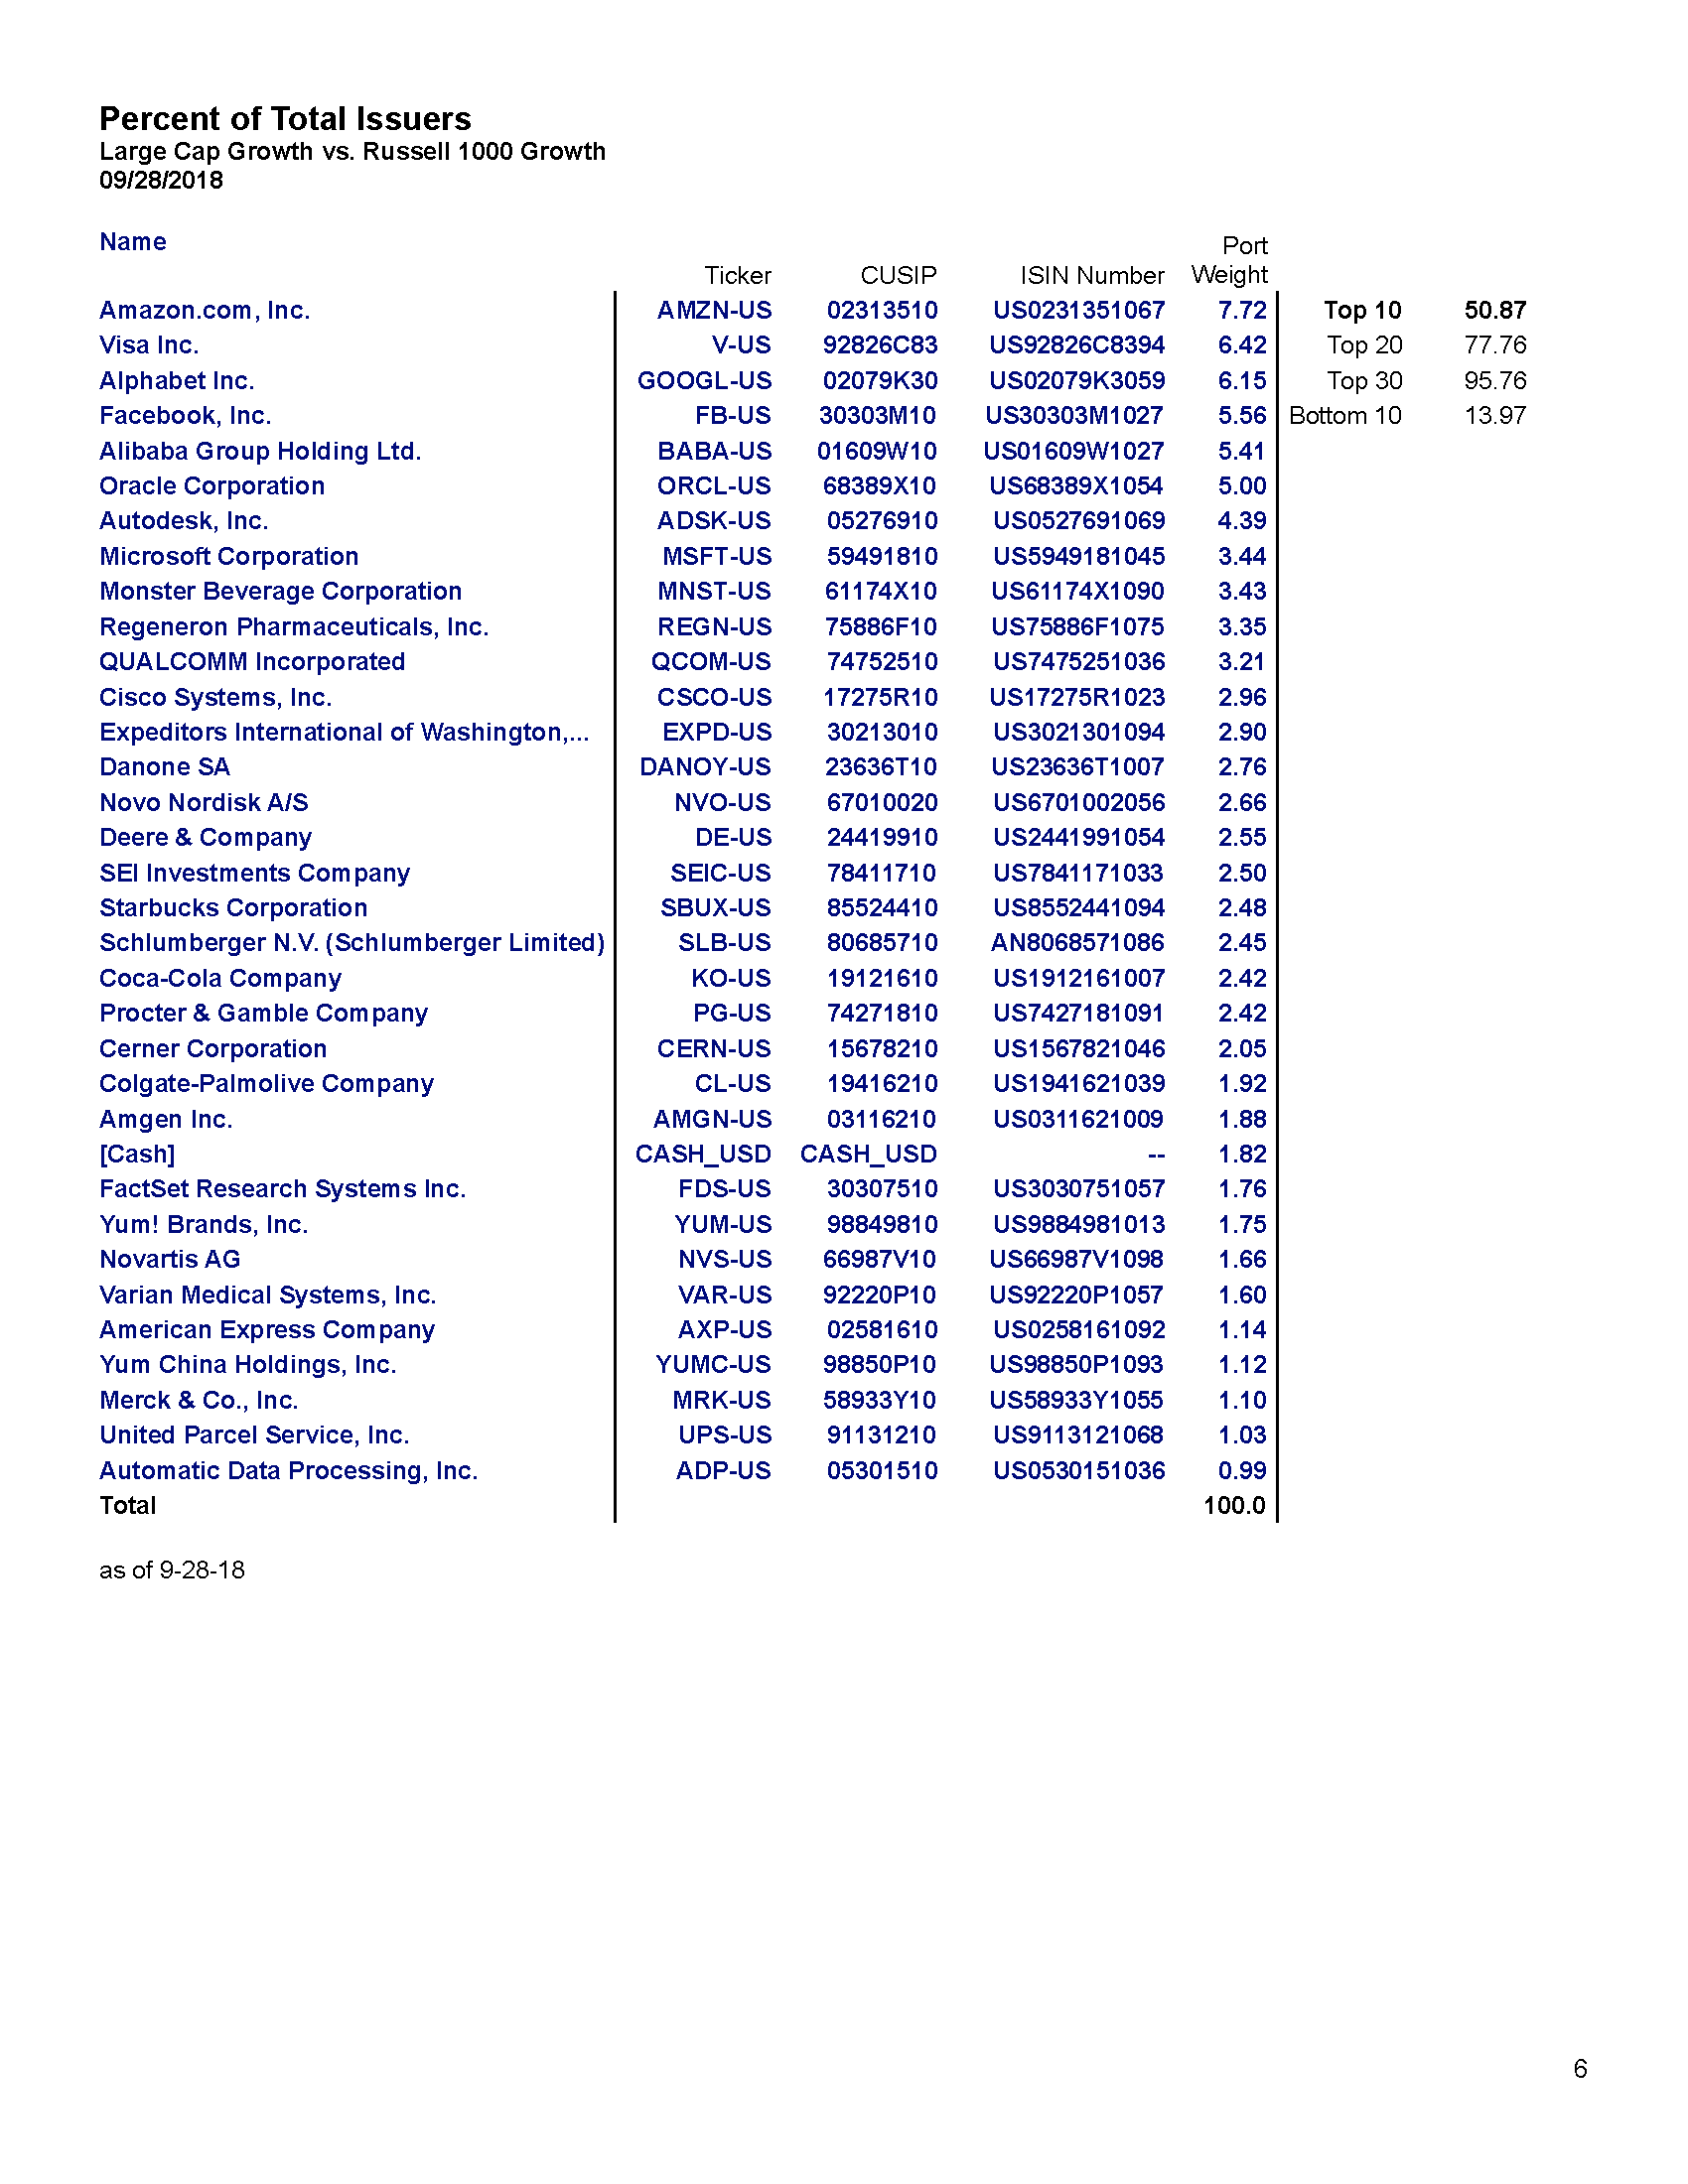 Percent of Total Issuers
Large Cap Growth vs. Russell 1000 Growth
09/28/2018
Name Ticker CUSIP ISIN Number Port Weight
Amazon.com, Inc. AMZN-US 02313510 US0231351067 7.72 Top 10 50.87
Visa Inc. V-US 92826C83 US92826C8394 6.42 Top 20 77.76
Alphabet Inc. GOOGL-US 02079K30 US02079K3059 6.15 Top 30 95.76
Facebook, Inc. FB-US 30303M10 US30303M1027 5.56 Bottom 10 13.97
Alibaba Group Holding Ltd. BABA-US 01609W10 US01609W1027 5.41
Oracle Corporation ORCL-US 68389X10 US68389X1054 5.00
Autodesk, Inc. ADSK-US 05276910 US0527691069 4.39
Microsoft Corporation MSFT-US 59491810 US5949181045 3.44
Monster Beverage Corporation MNST-US 61174X10 US61174X1090 3.43
Regeneron Pharmaceuticals, Inc. REGN-US 75886F10 US75886F1075 3.35
QUALCOMM Incorporated QCOM-US 74752510 US7475251036 3.21
Cisco Systems, Inc. CSCO-US 17275R10 US17275R1023 2.96
Expeditors International of Washington,... EXPD-US 30213010 US3021301094 2.90
Danone SA DANOY-US 23636T10 US23636T1007 2.76
Novo Nordisk A/S NVO-US 67010020 US6701002056 2.66
Deere & Company DE-US 24419910 US2441991054 2.55
SEI Investments Company SEIC-US 78411710 US7841171033 2.50
Starbucks Corporation SBUX-US 85524410 US8552441094 2.48
Schlumberger N.V. (Schlumberger Limited) SLB-US 80685710 AN8068571086 2.45
Coca-Cola Company KO-US 19121610 US1912161007 2.42
Procter & Gamble Company PG-US 74271810 US7427181091 2.42
Cerner Corporation CERN-US 15678210 US1567821046 2.05
Colgate-Palmolive Company CL-US 19416210 US1941621039 1.92
Amgen Inc. AMGN-US 03116210 US0311621009 1.88
[Cash] CASH_USD CASH_USD -- 1.82
FactSet Research Systems Inc. FDS-US 30307510 US3030751057 1.76
Yum! Brands, Inc. YUM-US 98849810 US9884981013 1.75
Novartis AG NVS-US 66987V10 US66987V1098 1.66
Varian Medical Systems, Inc. VAR-US 92220P10 US92220P1057 1.60
American Express Company AXP-US 02581610 US0258161092 1.14
Yum China Holdings, Inc. YUMC-US 98850P10 US98850P1093 1.12
Merck & Co., Inc. MRK-US 58933Y10 US58933Y1055 1.10
United Parcel Service, Inc. UPS-US 91131210 US9113121068 1.03
Automatic Data Processing, Inc. ADP-US 05301510 US0530151036 0.99
Total 100.0
as of 9-28-18
6